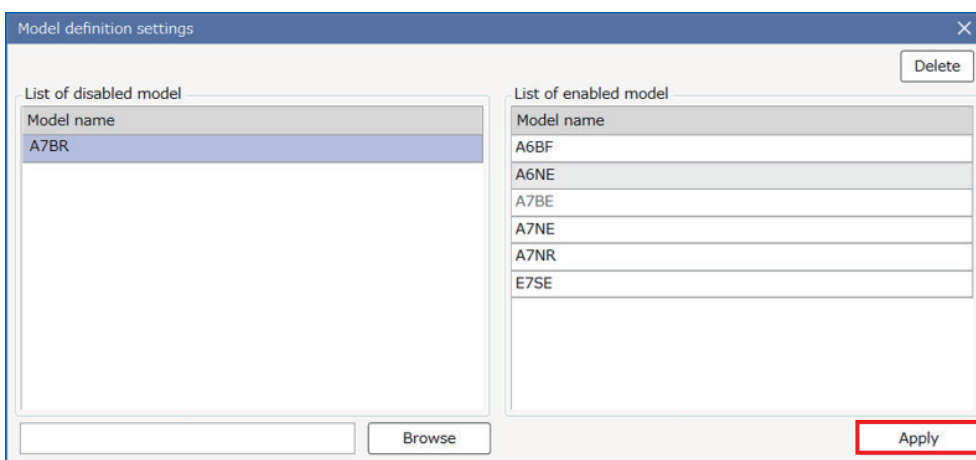 Model definition settings
Delete
List of disabled model
Model name
A7BR
List of enabled model
Model name
A6BF
A6NE
A7BE
A7NE
A7NR
E7SE
Browse
Apply